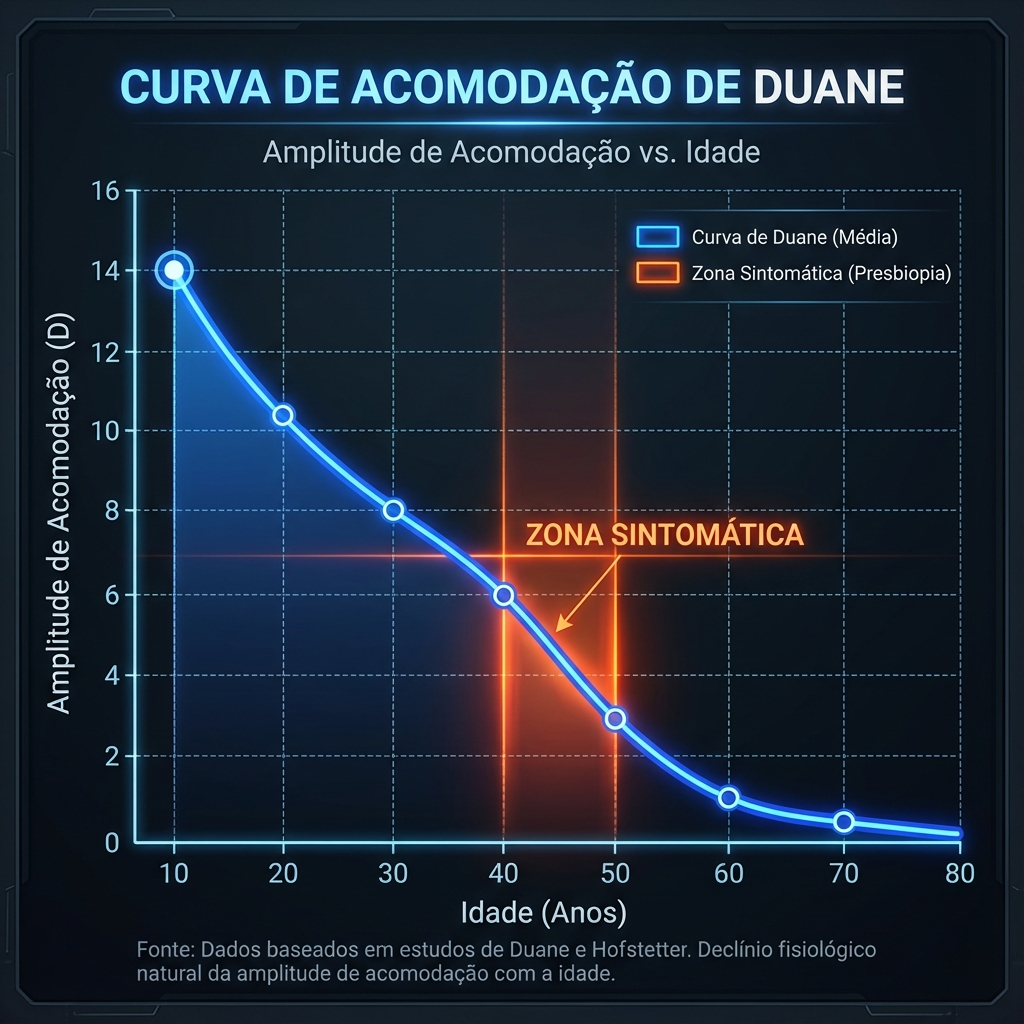 CURVA DE ACOMODAÇÃO DE DUANE
Amplitude de Acomodação vs. Idade
Curva de Duane (Média)
Zona Sintomática (Presbiopia)
Amplitude de Acomodação (D)
16
14
12
10
8
6
4
2
0
ZONA SINTOMÁTICA
10 20 30 40 50 60 70 80
Idade (Anos)
Fonte: Dados baseados em estudos de Duane e Hofstetter. Declínio fisiológico
natural da amplitude de acomodação com a idade.